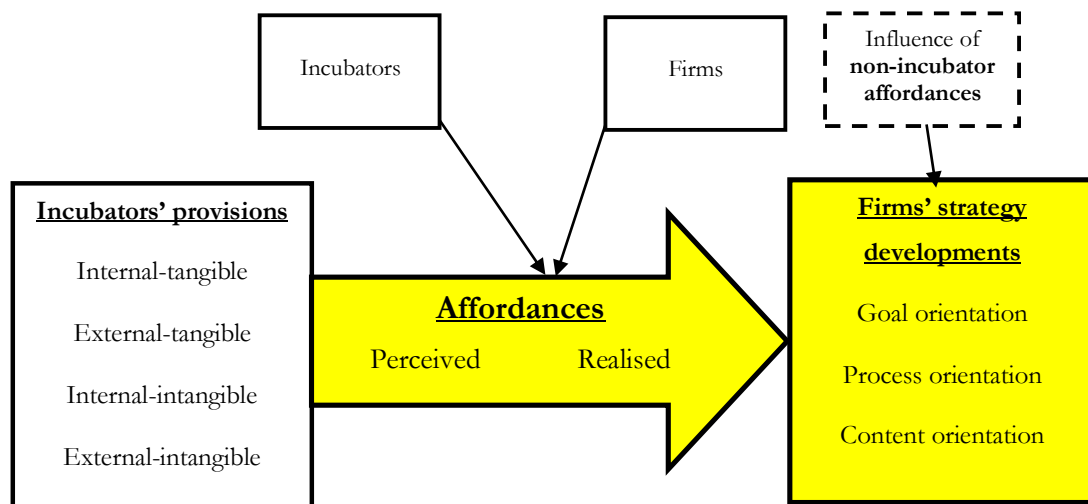 Incubators
Firms
Influence of
non-incubator
affordances
Incubators’ provisions
Internal-tangible
External-tangible
Internal-intangible
External-intangible
Affordances
Perceived Realised
Firms’ strategy
developments
Goal orientation
Process orientation
Content orientation